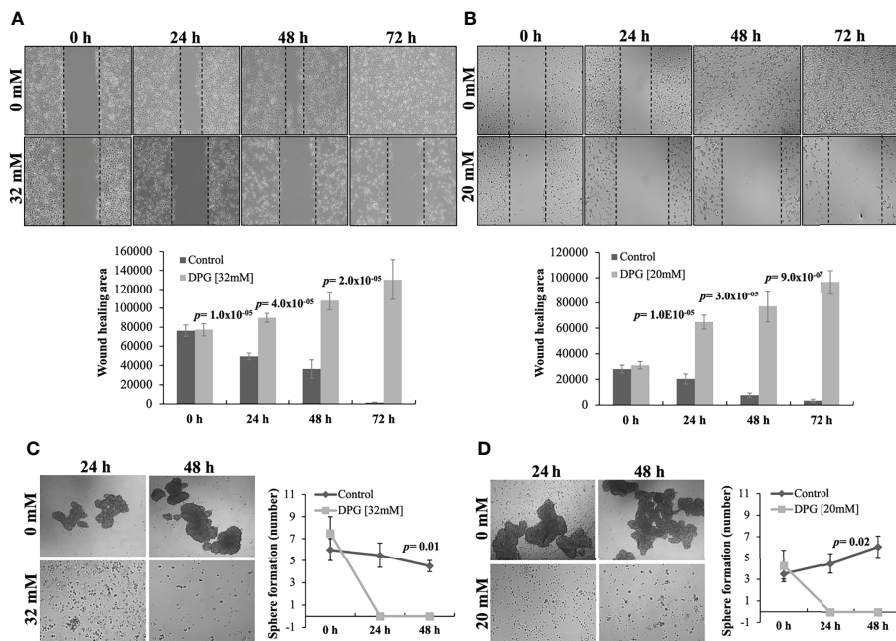 A
0 h 24 h 48 h 72 h
0 mM
32 mM
Wound healing area
160000
140000
120000
100000
80000
60000
40000
20000
0
Control
DPG [32mM]
p= 1.0x10-05
p= 4.0x10-05
p= 2.0x10-05
0 h 24 h 48 h 72 h
B
0 h 24 h 48 h 72 h
0 mM
20 mM
Wound healing area
120000
100000
80000
60000
40000
20000
0
Control
DPG [20mM]
p= 1.0E10-05
p= 3.0x10-05
p= 9.0x10-07
0 h 24 h 48 h 72 h
C
24 h 48 h
0 mM
32 mM
Sphere formation (number)
11
9
7
5
3
1
-1
Control
DPG [32mM]
p= 0.01
0 h 24 h 48 h
D
24 h 48 h
0 mM
20 mM
Sphere formation (number)
11
9
7
5
3
1
-1
Control
DPG [20mM]
p= 0.02
0 h 24 h 48 h